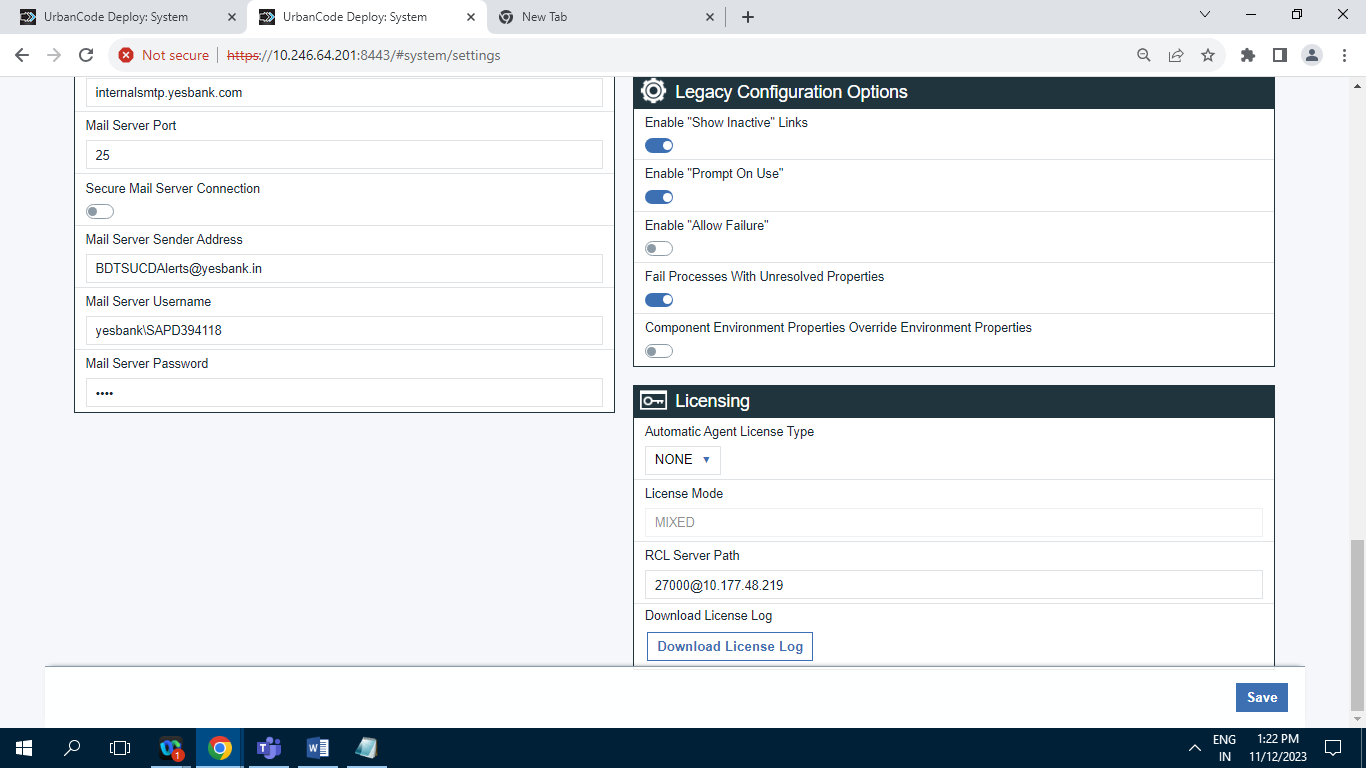 UrbanCode Deploy: System
UrbanCode Deploy: System
New Tab
Not secure
https://10.246.64.201:8443/#system/settings
internalsmtp.yesbank.com
Mail Server Port
25
Secure Mail Server Connection
Mail Server Sender Address
BDTSUCDAlerts@yesbank.in
Mail Server Username
yesbank\SAPD394118
Mail Server Password
••••
Legacy Configuration Options
Enable "Show Inactive" Links
Enable "Prompt On Use"
Enable "Allow Failure"
Fail Processes With Unresolved Properties
Component Environment Properties Override Environment Properties
Licensing
Automatic Agent License Type
NONE
License Mode
MIXED
RCL Server Path
27000@10.177.48.219
Download License Log
Download License Log
Save
1
ENG
IN
1:22 PM
11/12/2023